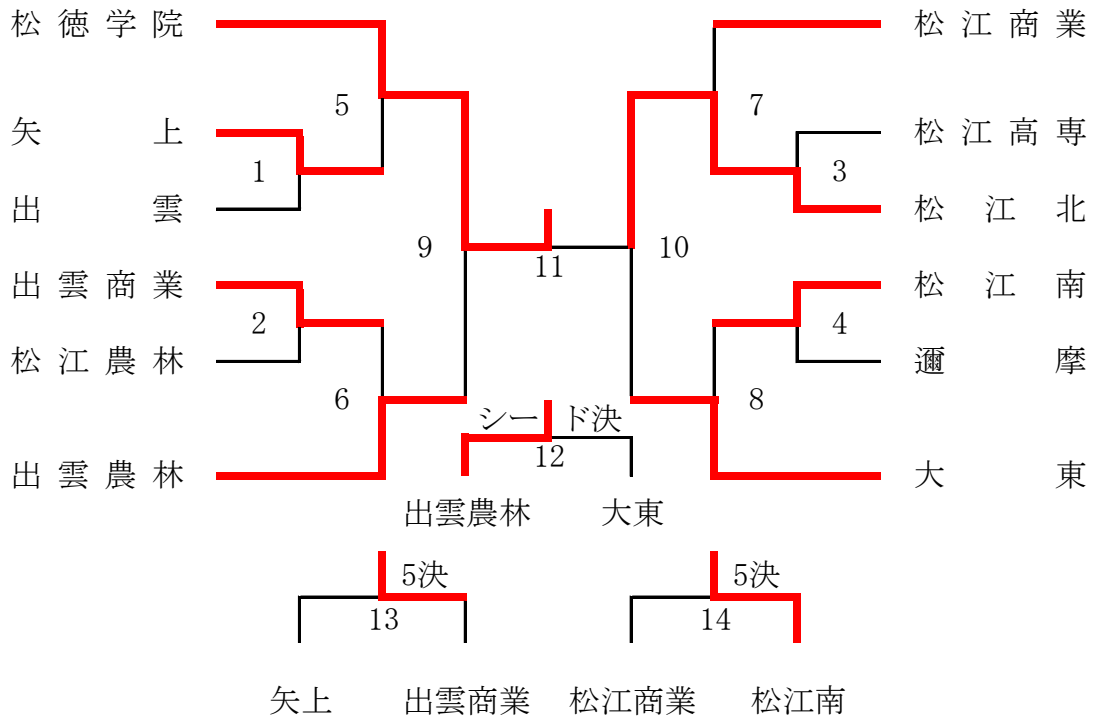 松徳学院 松江商業
5 7
矢上 松江高専
1 3
出雲 松江北
9 11 10
出雲商業 松江南
2 4
松江農林 邇摩
6 8
シード決
12
出雲農林 大東
出雲農林 大東
5決 5決
13 14
矢上 出雲商業 松江商業 松江南